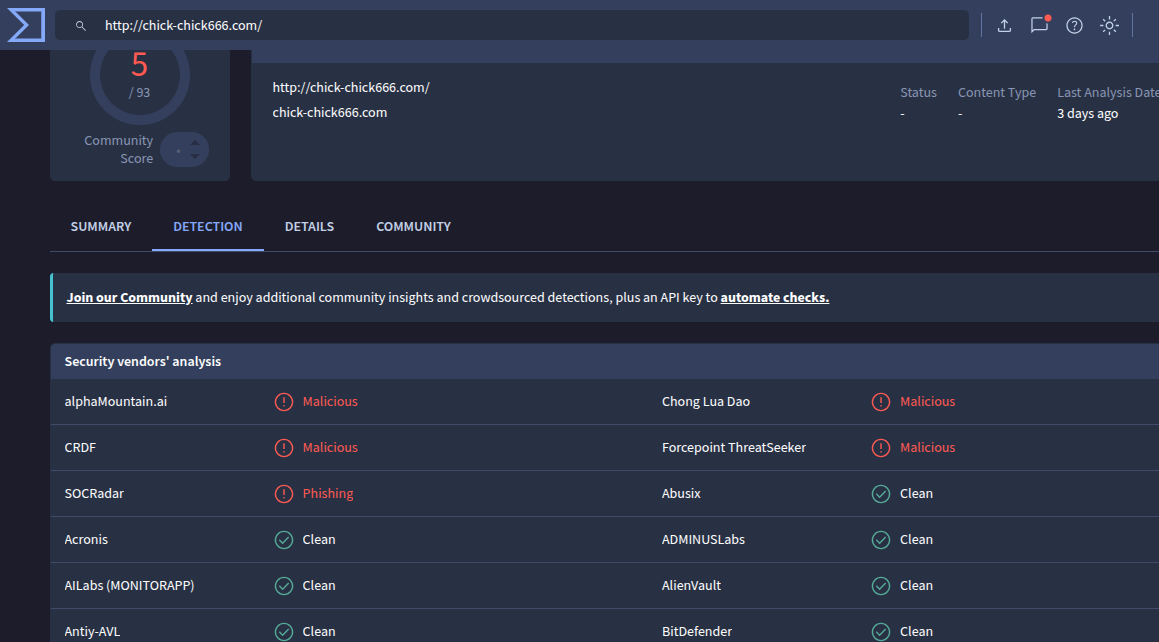 http://chick-chick666.com/
5
/ 93
Community
Score
http://chick-chick666.com/
chick-chick666.com
Status
Content Type
Last Analysis Date
-
-
3 days ago
SUMMARY
DETECTION
DETAILS
COMMUNITY
Join our Community and enjoy additional community insights and crowdsourced detections, plus an API key to automate checks.
Security vendors' analysis
alphaMountain.ai
Malicious
Chong Lua Dao
Malicious
CRDF
Malicious
Forcepoint ThreatSeeker
Malicious
SOCRadar
Phishing
Abusix
Clean
Acronis
Clean
ADMINUSLabs
Clean
AILabs (MONITORAPP)
Clean
AlienVault
Clean
Antiy-AVL
Clean
BitDefender
Clean